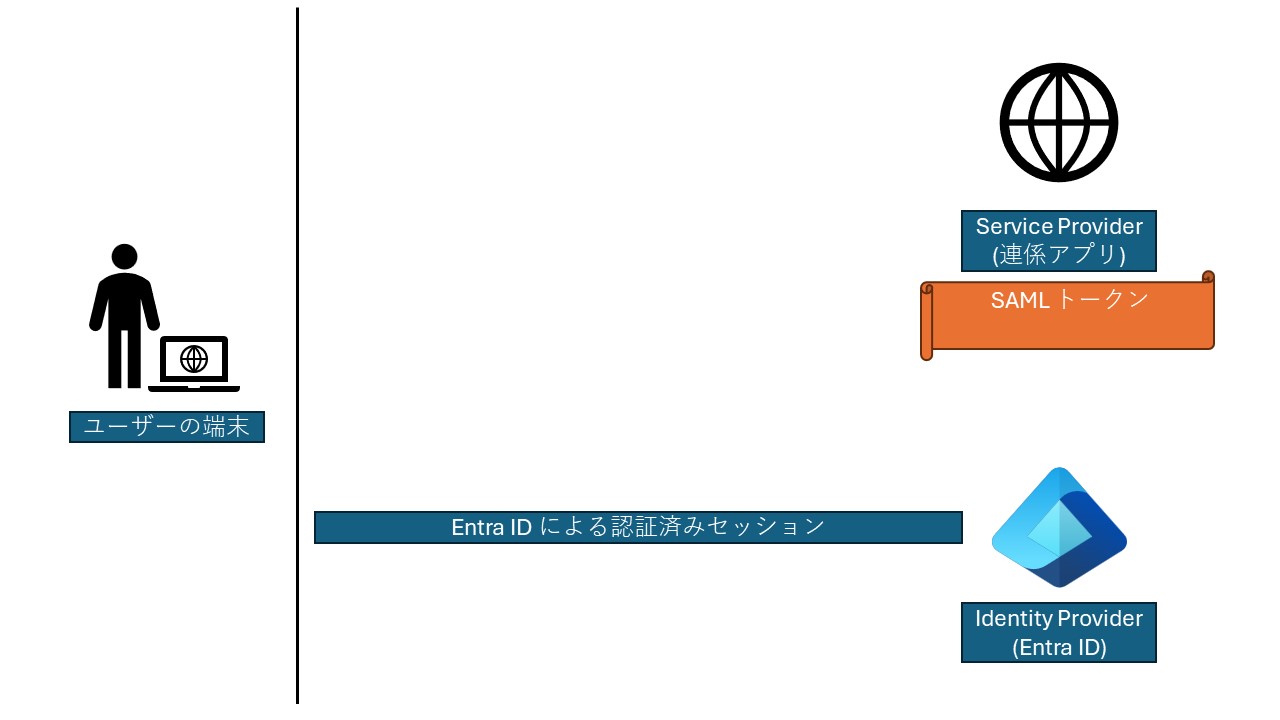 Service Provider
(連係アプリ)
SAML トークン
ユーザーの端末
Entra ID による認証済みセッション
Identity Provider
(Entra ID)